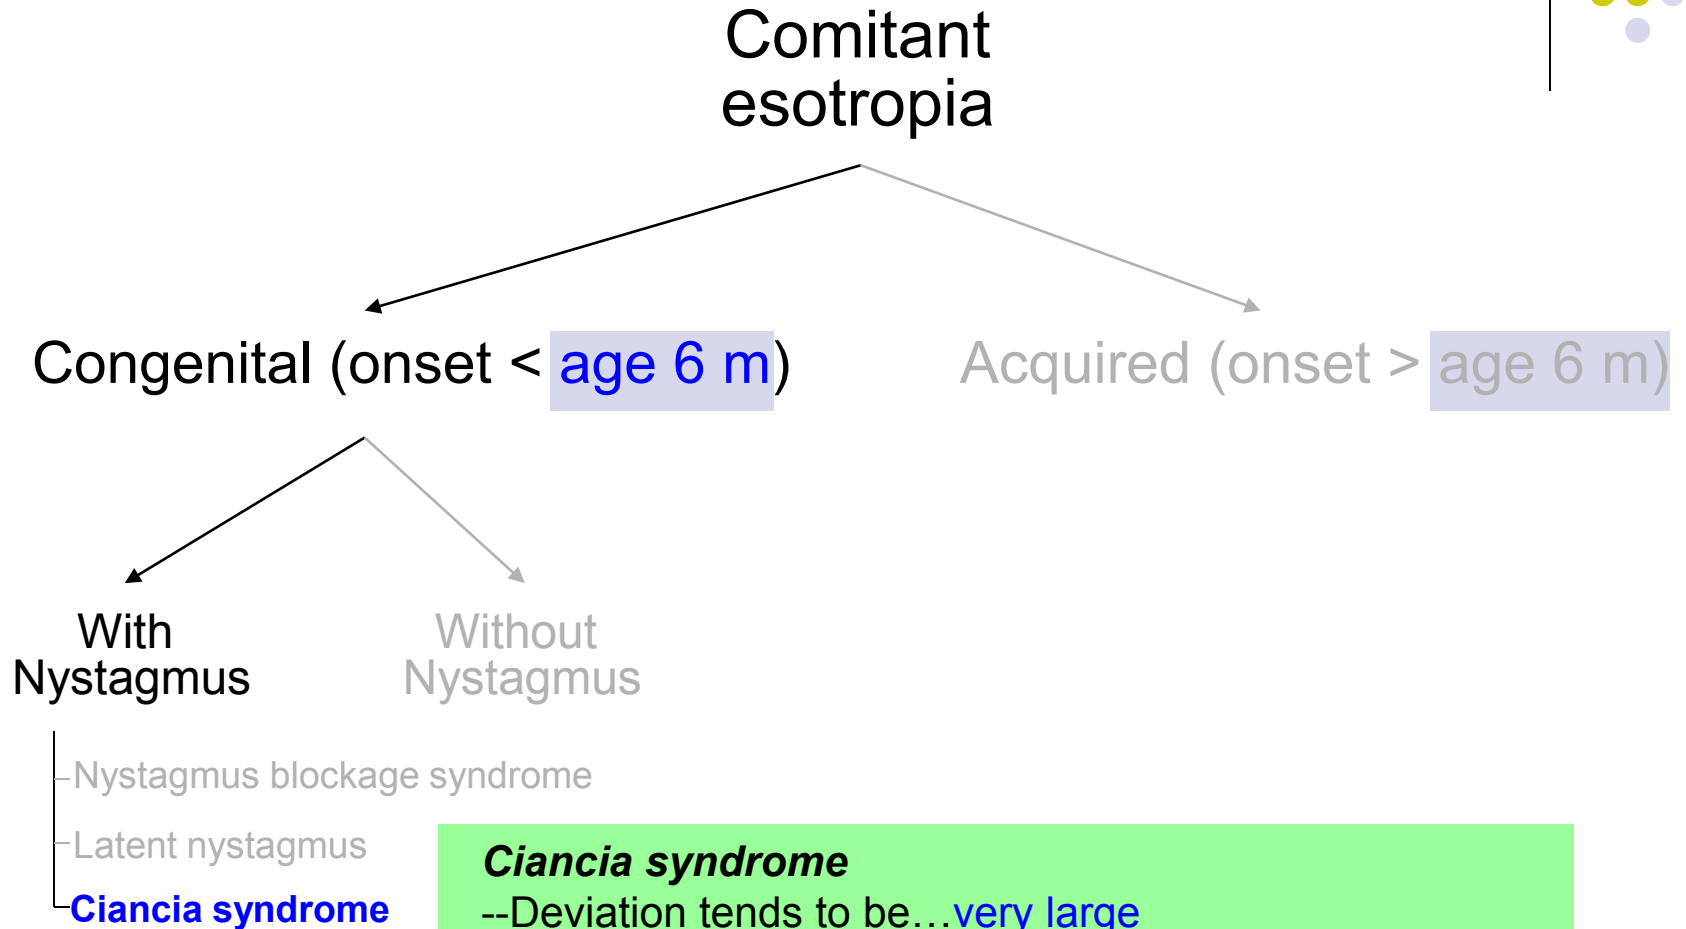 Comitant
esotropia
Congenital (onset < age 6 m)
Acquired (onset > age 6 m)
With
Nystagmus
Without
Nystagmus
Nystagmus blockage syndrome
Latent nystagmus
Ciancia syndrome
Ciancia syndrome
--Deviation tends to be…very large